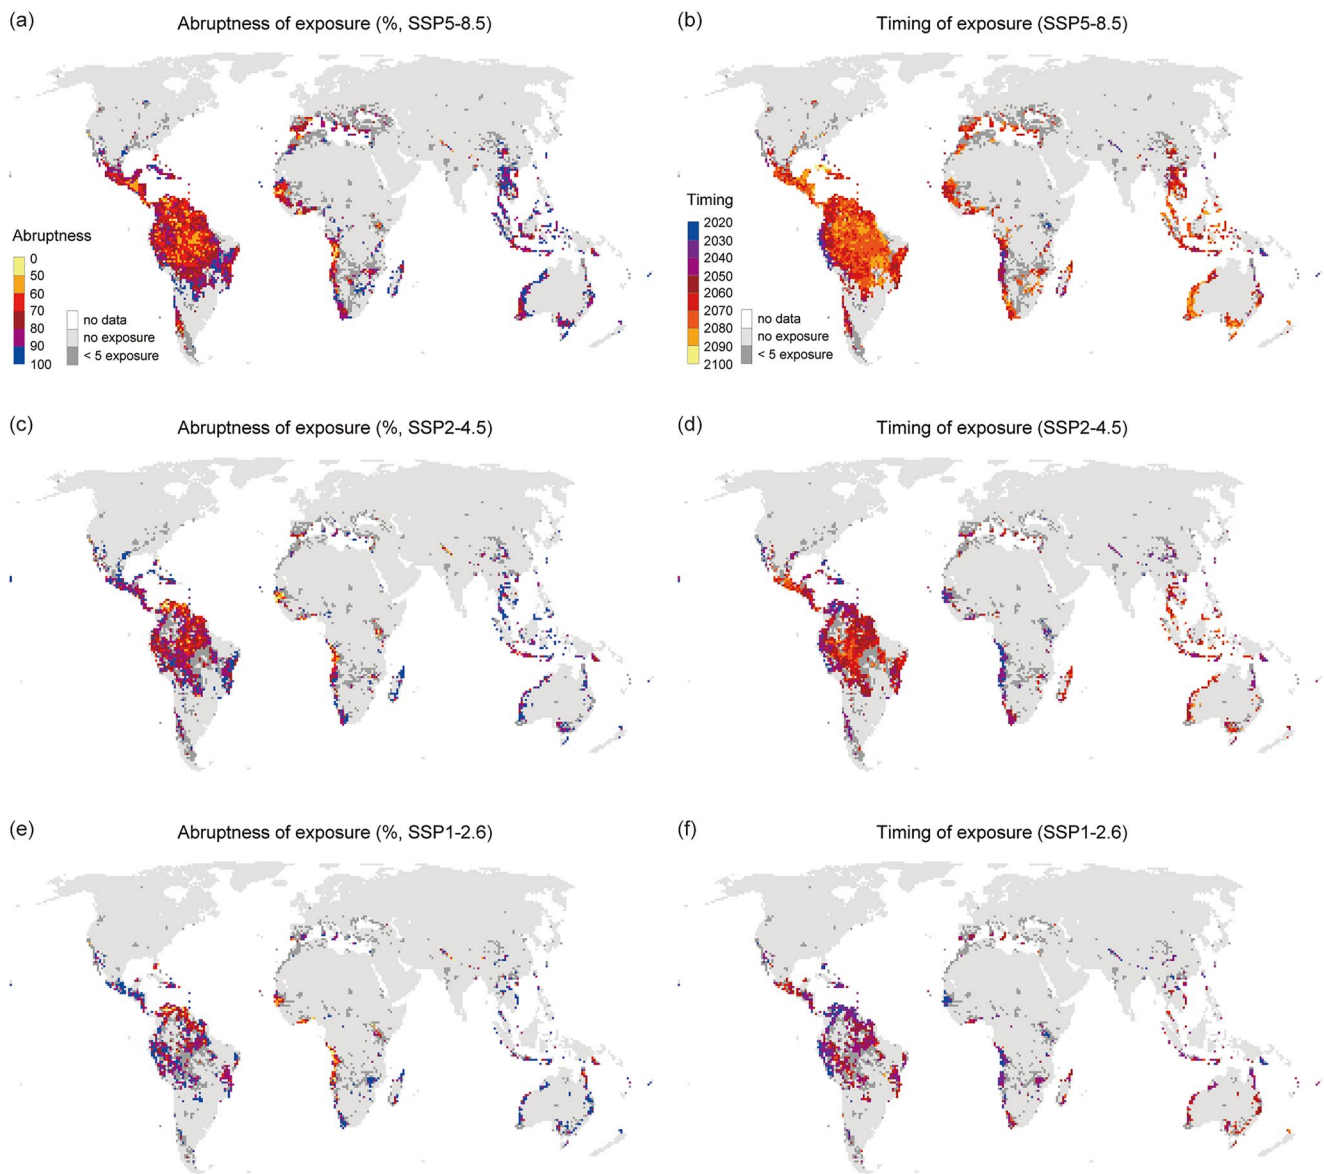 (a)
Abruptness of exposure (%, SSP5-8.5)
(b)
Timing of exposure (SSP5-8.5)
Abruptness
0
50
60
70
80
90
100
no data
no exposure
< 5 exposure
Timing
2020
2030
2040
2050
2060
2070
2080
2090
2100
no data
no exposure
< 5 exposure
(c)
Abruptness of exposure (%, SSP2-4.5)
(d)
Timing of exposure (SSP2-4.5)
(e)
Abruptness of exposure (%, SSP1-2.6)
(f)
Timing of exposure (SSP1-2.6)